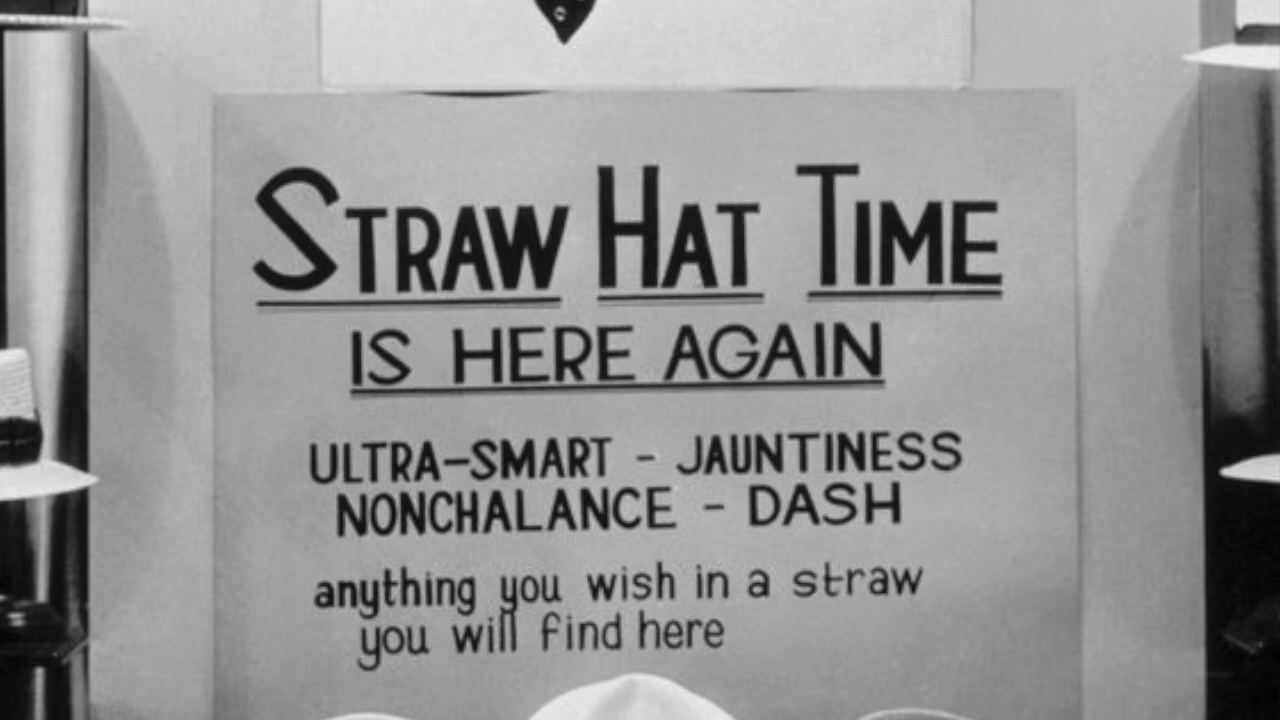 STRAW HAT TIME
IS HERE AGAIN
ULTRA-SMART - JAUNTINESS
NONCHALANCE - DASH
anything you wish in a straw
you will find here